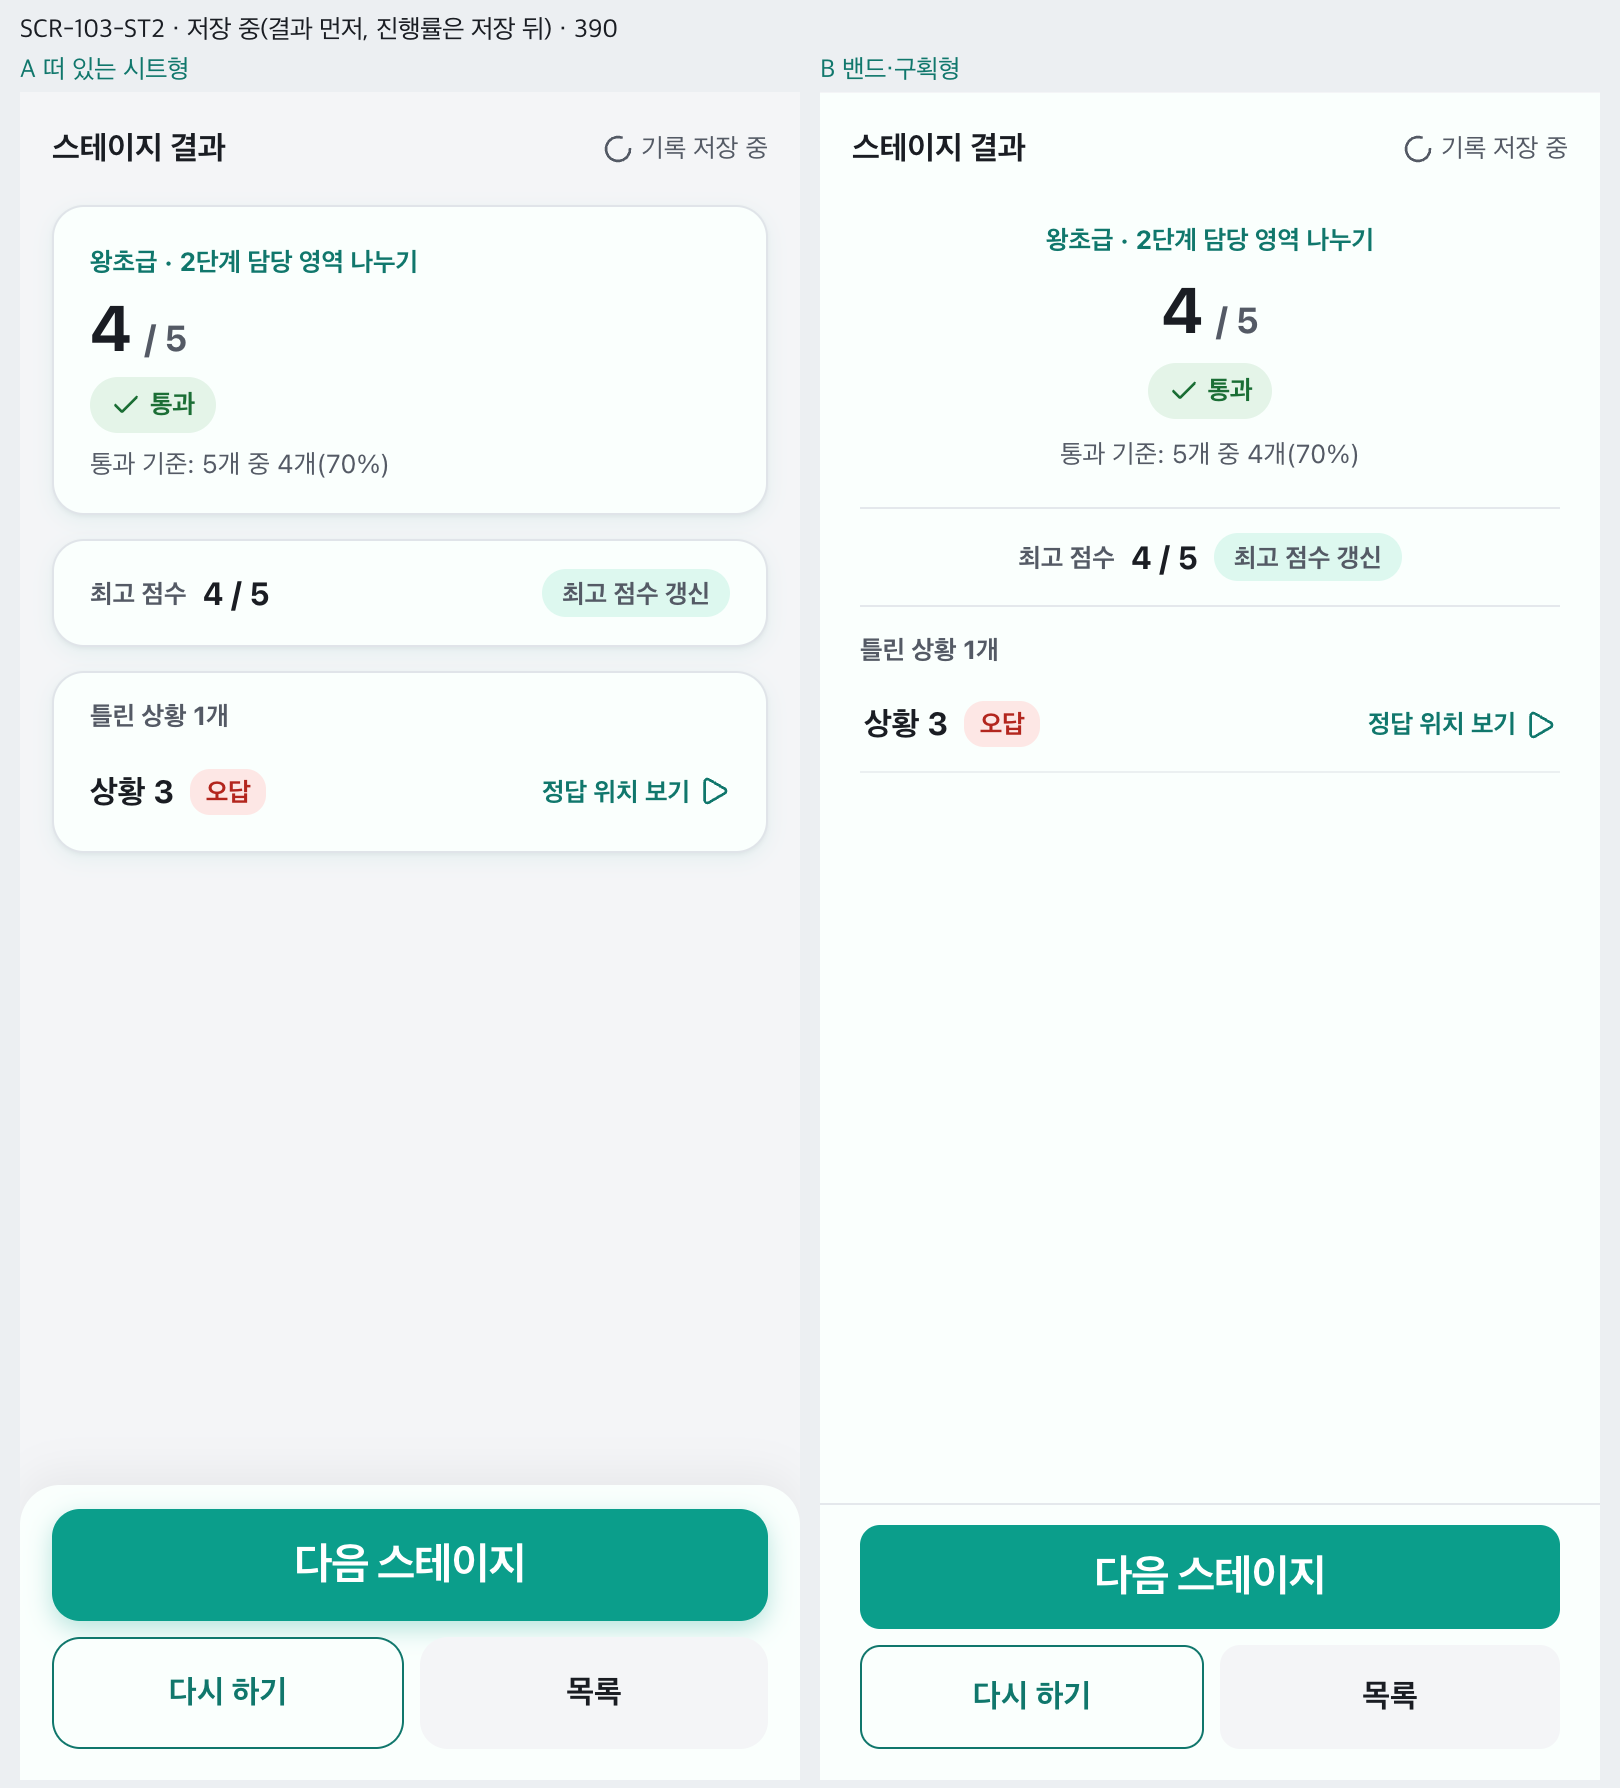 SCR-103-ST2 · 저장 중(결과 먼저, 진행률은 저장 뒤) · 390
A 떠 있는 시트형
스테이지 결과
기록 저장 중
왕초급 · 2단계 담당 영역 나누기
4 / 5
통과
통과 기준: 5개 중 4개(70%)
최고 점수 4 / 5 최고 점수 갱신
틀린 상황 1개
상황 3 오답 정답 위치 보기
다음 스테이지
다시 하기 목록
B 밴드·구획형
스테이지 결과
기록 저장 중
왕초급 · 2단계 담당 영역 나누기
4 / 5
통과
통과 기준: 5개 중 4개(70%)
최고 점수 4 / 5 최고 점수 갱신
틀린 상황 1개
상황 3 오답 정답 위치 보기
다음 스테이지
다시 하기 목록